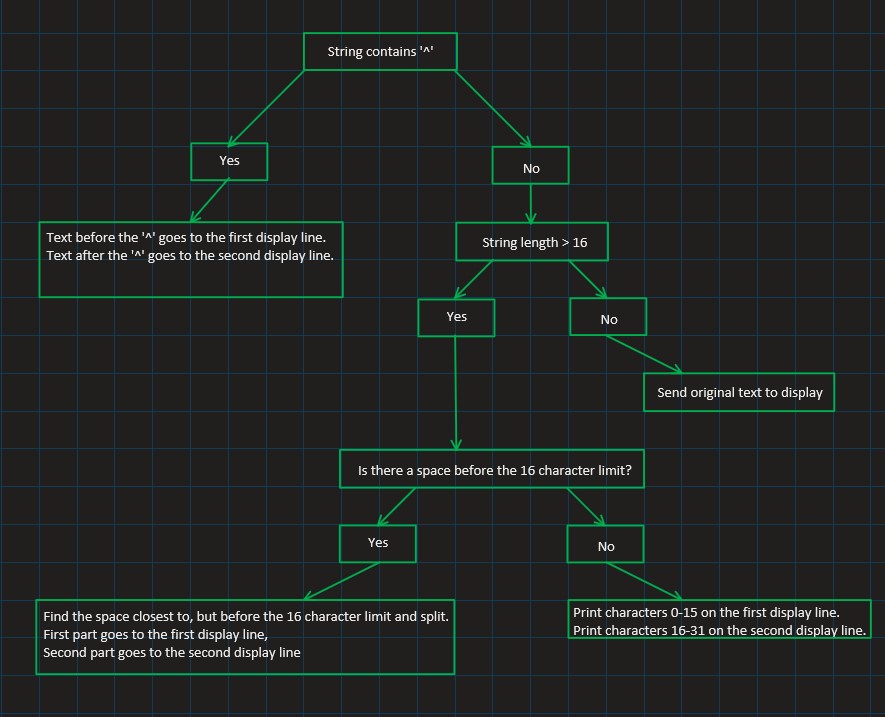 String contains '^'
Yes
No
Text before the '^' goes to the first display line.
Text after the '^' goes to the second display line.
String length > 16
Yes
No
Send original text to display
Is there a space before the 16 character limit?
Yes
No
Find the space closest to, but before the 16 character limit and split.
First part goes to the first display line,
Second part goes to the second display line
Print characters 0-15 on the first display line.
Print characters 16-31 on the second display line.